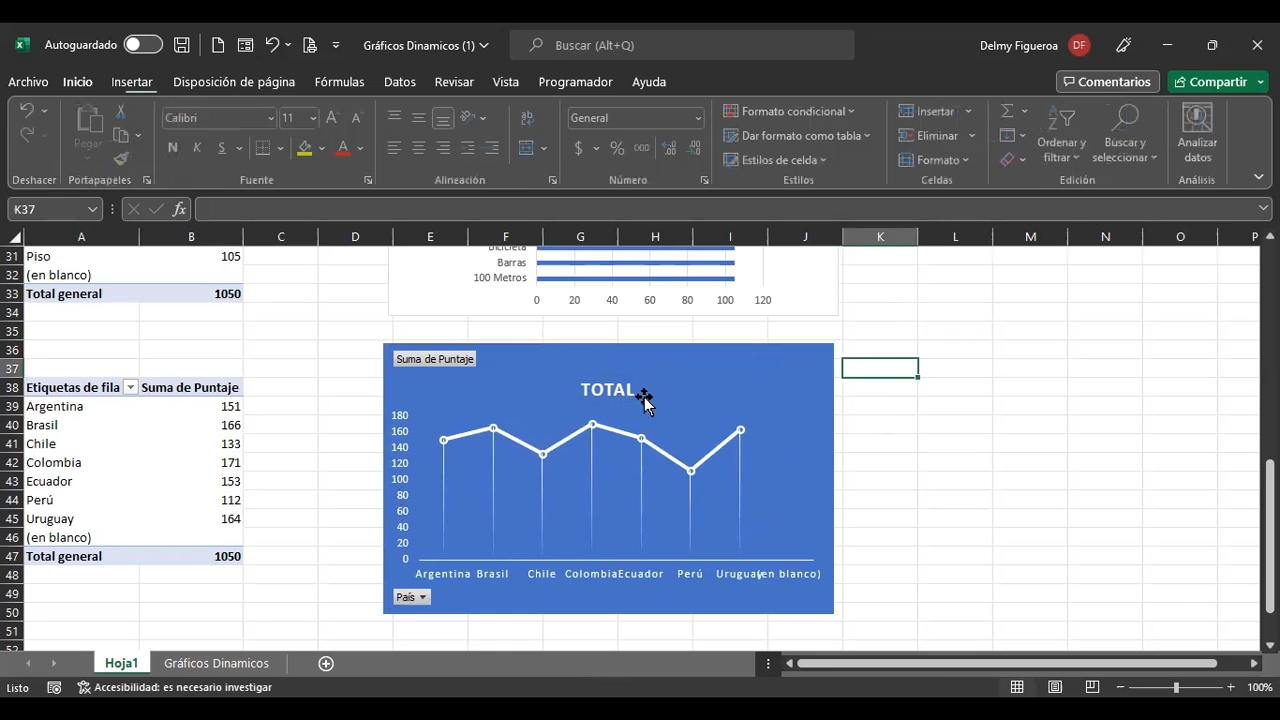 Autoguardado
Gráficos Dinamicos (1)
Buscar (Alt+Q)
Delmy Figueroa
DF
Archivo
Inicio
Insertar
Disposición de página
Fórmulas
Datos
Revisar
Vista
Programador
Ayuda
Comentarios
Compartir
Pegar
Calibri
11
N
K
S
General
$
%
000
Formato condicional
Dar formato como tabla
Estilos de celda
Insertar
Eliminar
Formato
Ordenar y filtrar
Buscar y seleccionar
Analizar datos
Deshacer
Portapapeles
Fuente
Alineación
Número
Estilos
Celdas
Edición
Análisis
K37
A B C D E F G H I J K L M N O P
31 Piso 105
32 (en blanco)
33 Total general 1050
34
35
36
37
38 Etiquetas de fila Suma de Puntaje
39 Argentina 151
40 Brasil 166
41 Chile 133
42 Colombia 171
43 Ecuador 153
44 Perú 112
45 Uruguay 164
46 (en blanco)
47 Total general 1050
48
49
50
51
Bicicleta
Barras
100 Metros
0 20 40 60 80 100 120
Suma de Puntaje
TOTAL
180
160
140
120
100
80
60
40
20
0
Argentina Brasil Chile Colombia Ecuador Perú Uruguay (en blanco)
País
Hoja1
Gráficos Dinamicos
Listo
Accesibilidad: es necesario investigar
100%